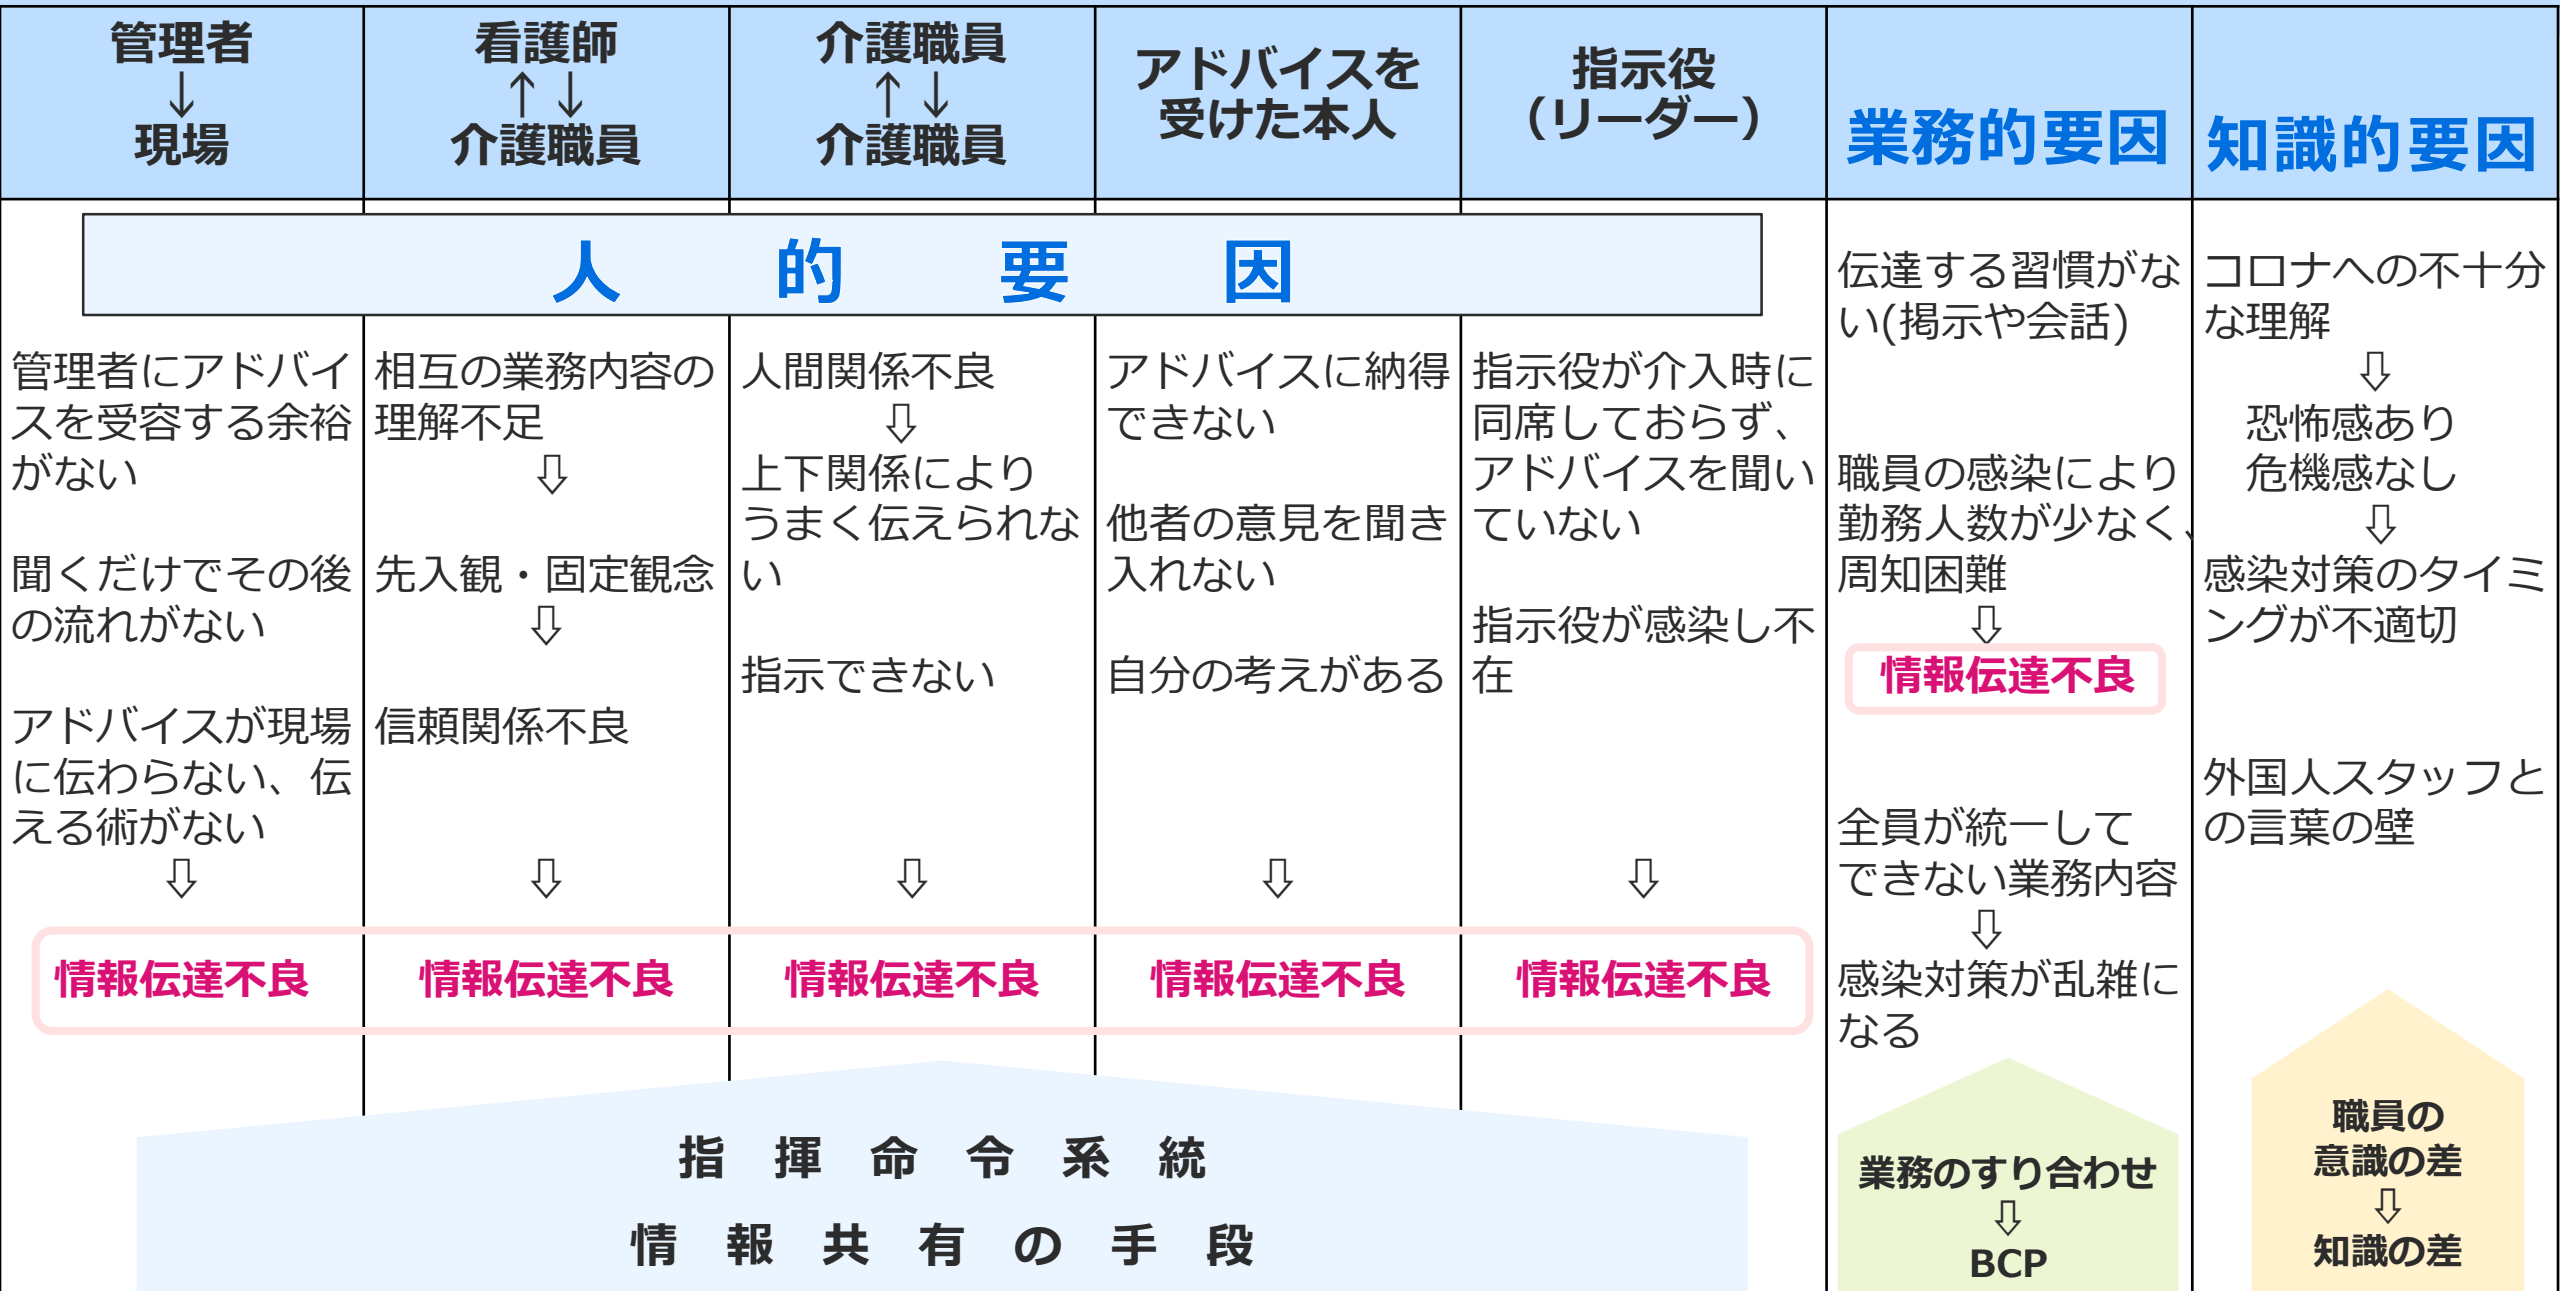 管理者
↓
現場
看護師
↑↓
介護職員
介護職員
↑↓
介護職員
アドバイスを
受けた本人
指示役
（リーダー）
業務的要因
知識的要因
人的要因
管理者にアドバイ
スを受容する余裕
がない
聞くだけでその後
の流れがない
アドバイスが現場
に伝わらない、伝
える術がない
⇩
情報伝達不良
相互の業務内容の
理解不足
⇩
先入観・固定観念
⇩
信頼関係不良
⇩
情報伝達不良
人間関係不良
⇩
上下関係により
うまく伝えられな
い
指示できない
⇩
情報伝達不良
アドバイスに納得
できない
他者の意見を聞き
入れない
自分の考えがある
⇩
情報伝達不良
指示役が介入時に
同席しておらず、
アドバイスを聞い
ていない
指示役が感染し不
在
⇩
情報伝達不良
伝達する習慣がな
い(掲示や会話)
職員の感染により
勤務人数が少なく、
周知困難
⇩
情報伝達不良
全員が統一して
できない業務内容
⇩
感染対策が乱雑に
なる
コロナへの不十分
な理解
⇩
恐怖感あり
危機感なし
⇩
感染対策のタイミ
ングが不適切
外国人スタッフと
の言葉の壁
指揮命令系統
情報共有の手段
業務のすり合わせ
⇩
BCP
職員の
意識の差
⇩
知識の差